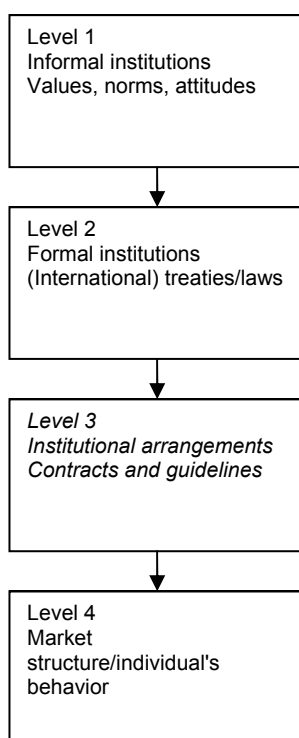 Level 1
Informal institutions
Values, norms, attitudes
Level 2
Formal institutions
(International) treaties/laws
Level 3
Institutional arrangements
Contracts and guidelines
Level 4
Market
structure/individual's
behavior